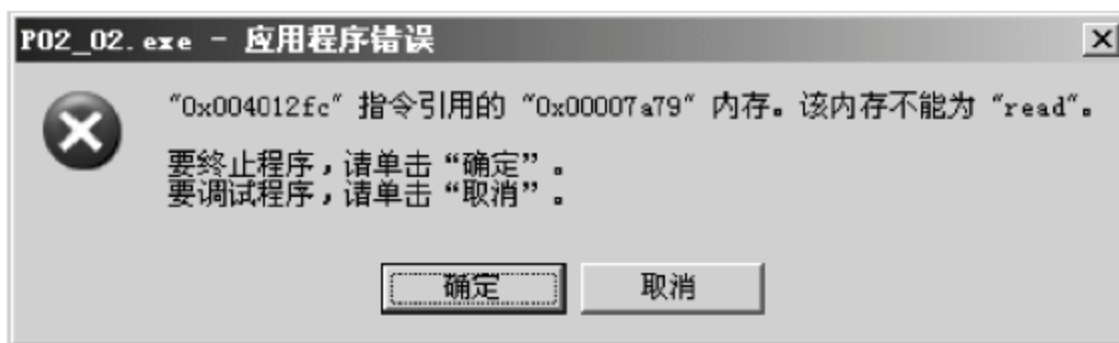 P02_02.exe - 应用程序错误
"0x004012fc" 指令引用的 "0x00007a79" 内存。该内存不能为 "read"。
要终止程序，请单击“确定”。
要调试程序，请单击“取消”。
确定
取消